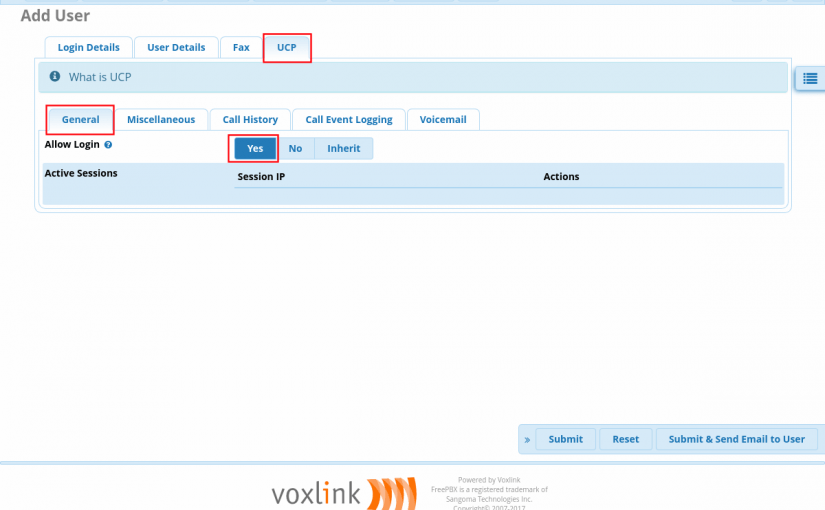 Add User
Login Details User Details Fax UCP
What is UCP
General Miscellaneous Call History Call Event Logging Voicemail
Allow Login Yes No Inherit
Active Sessions Session IP Actions
» Submit Reset Submit & Send Email to User
voxlink
Powered by Voxlink
FreePBX is a registered trademark of
Sangoma Technologies Inc.
Copyright© 2007-2017